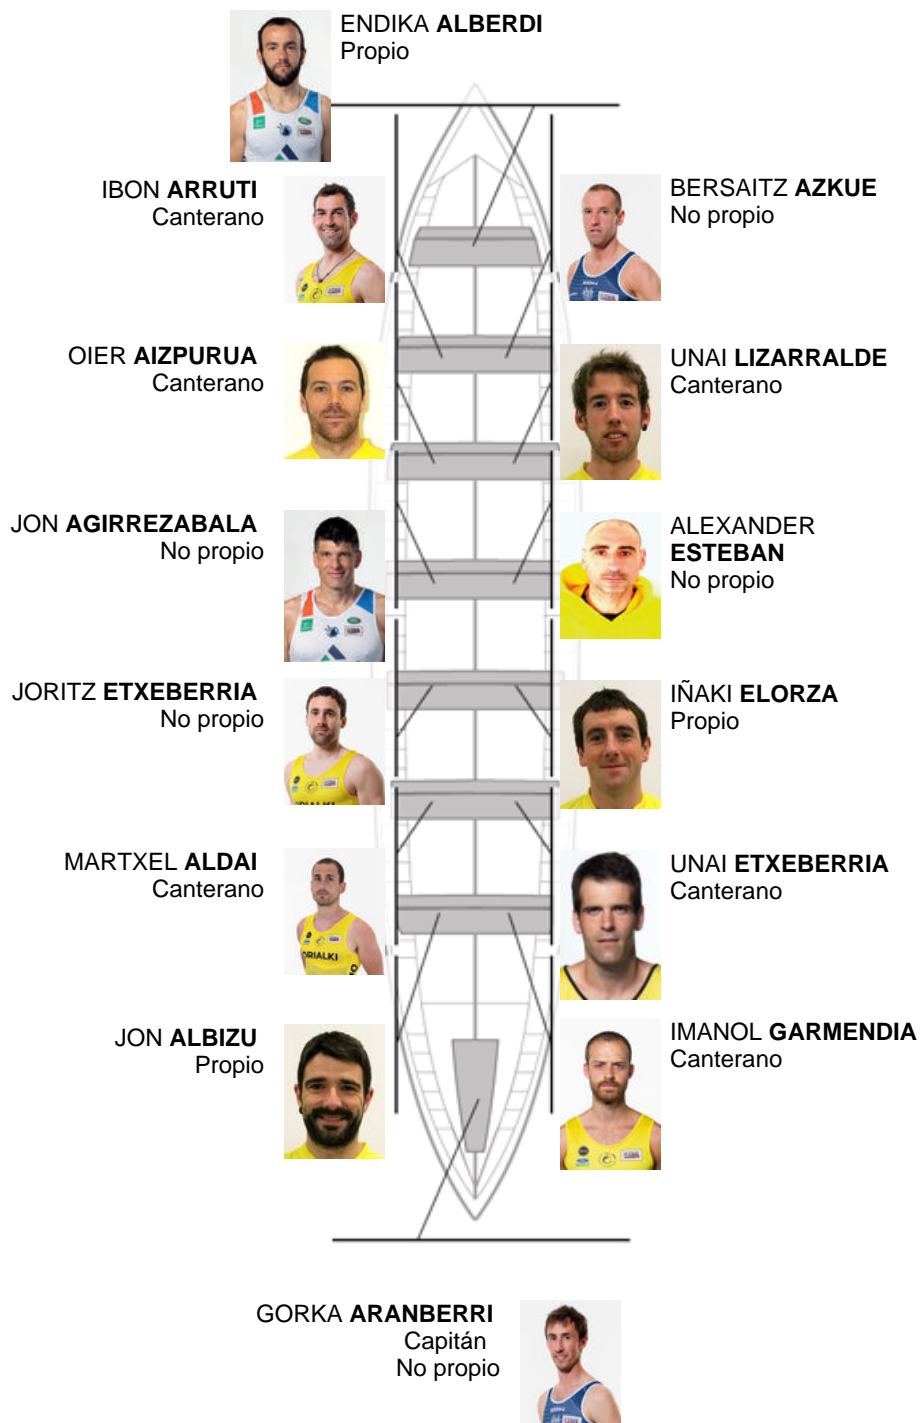 ENDIKA ALBERDI
Propio
IBON ARRUTI
Canterano
BERSAITZ AZKUE
No propio
OIER AIZPURUA
Canterano
UNAI LIZARRALDE
Canterano
JON AGIRREZABALA
No propio
ALEXANDER
ESTEBAN
No propio
JORITZ ETXEBERRIA
No propio
IÑAKI ELORZA
Propio
MARTXEL ALDAI
Canterano
UNAI ETXEBERRIA
Canterano
ORIALKI
JON ALBIZU
Propio
IMANOL GARMENDIA
Canterano
GORKA ARANBERRI
Capitán
No propio